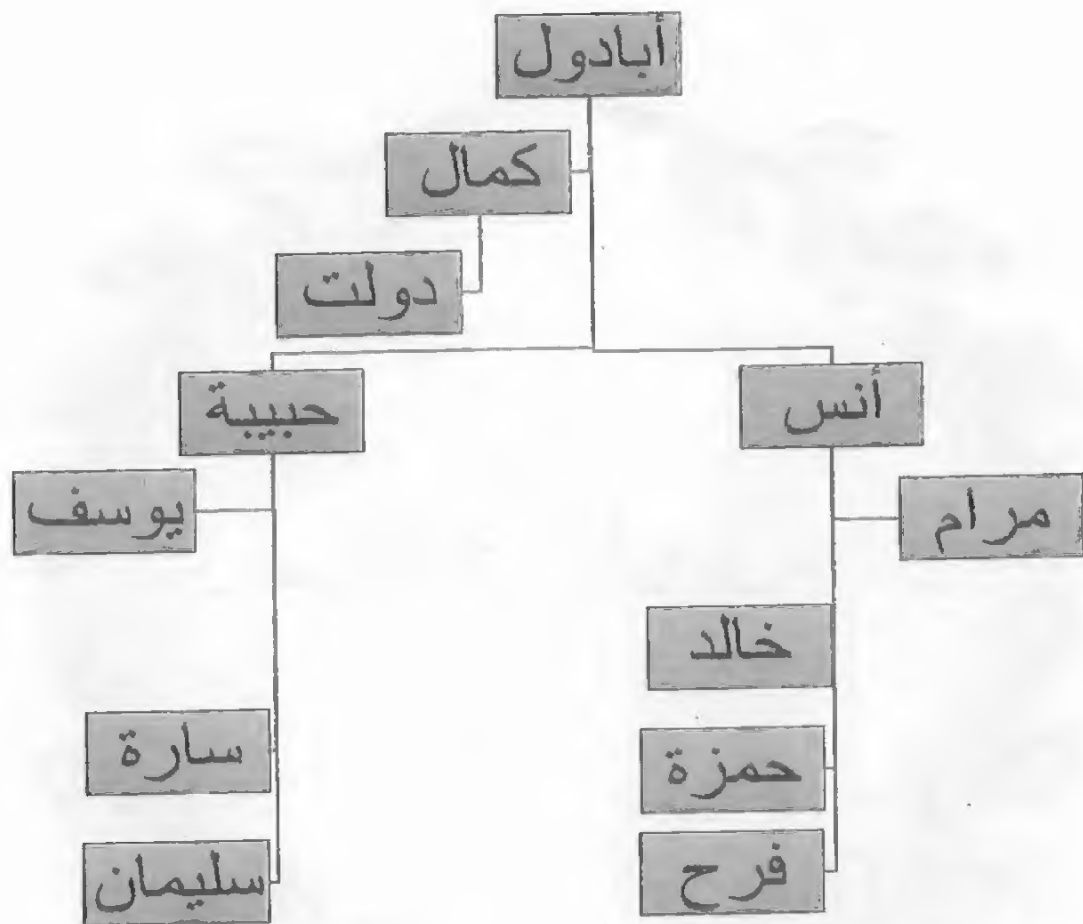 أبادول
كمال
دولت
أنس
حبيبة
مرام
يوسف
خالد
حمزة
سارة
فرح
سليمان